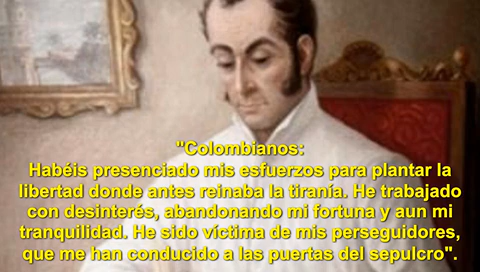 "Colombianos:
Habéis presenciado mis esfuerzos para plantar la
libertad donde antes reinaba la tiranía. He trabajado
con desinterés, abandonando mi fortuna y aun mi
tranquilidad. He sido víctima de mis perseguidores,
que me han conducido a las puertas del sepulcro".